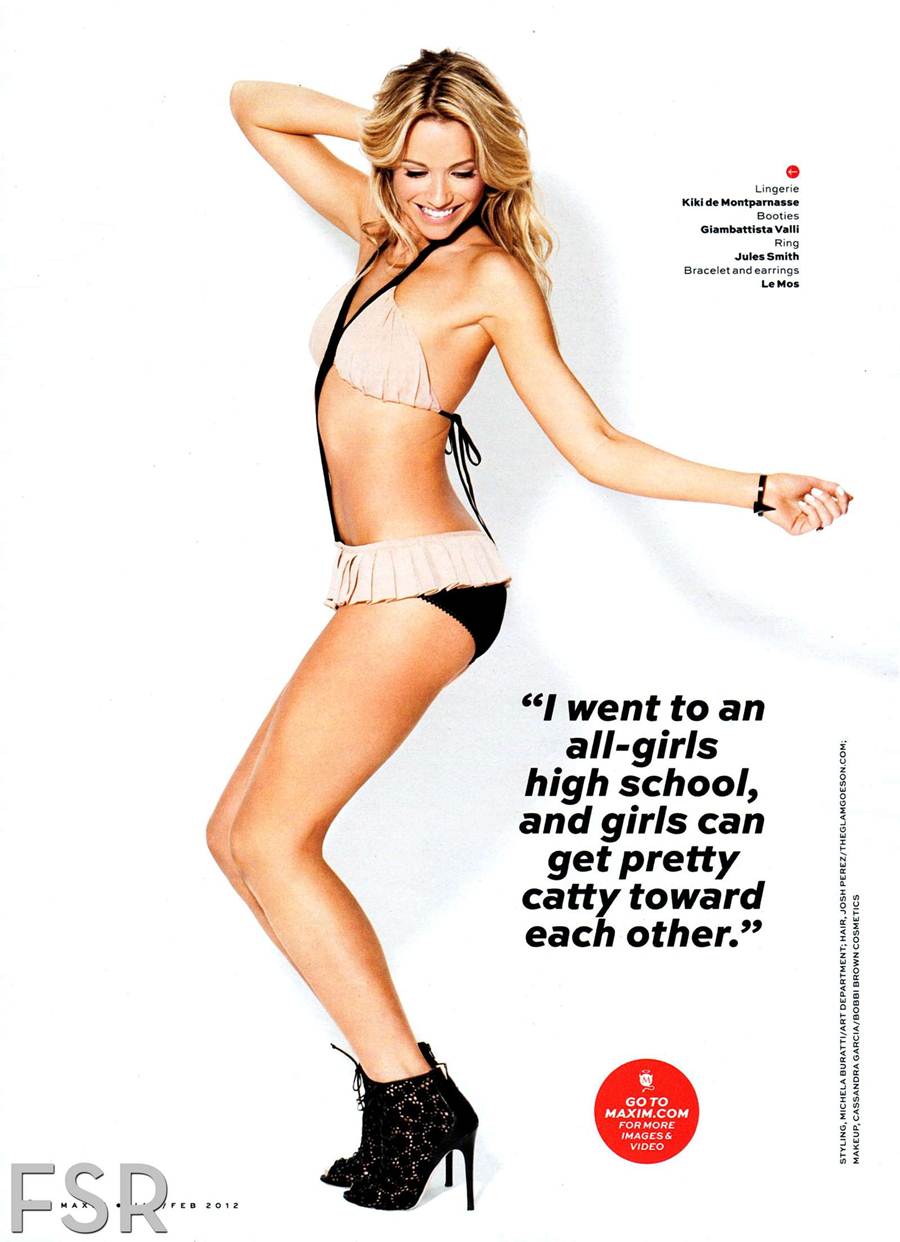 Lingerie
Kiki de Montparnasse
Booties
Giambattista Valli
Ring
Jules Smith
Bracelet and earrings
Le Mos
“I went to an
all-girls
high school,
and girls can
get pretty
catty toward
each other.”
GO TO
MAXIM.COM
FOR MORE
IMAGES &
VIDEO
STYLING, MICHELA BURATTI/ART DEPARTMENT; HAIR, JOSH PEREZ/THEGLAMGOESON.COM;
MAKEUP, CASSANDRA GARCIA/BOBBI BROWN COSMETICS
FSR
/FEB 2012